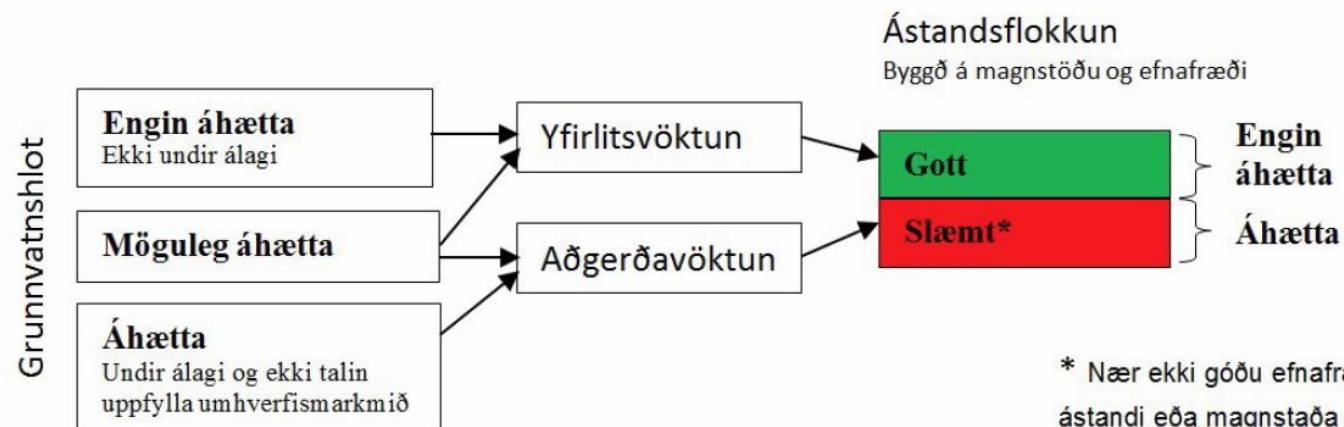 Grunnvatnshlot
Engin áhætta
Ekki undir álagi
Möguleg áhætta
Áhætta
Undir álagi og ekki talin
uppfylla umhverfismarkmið
Yfirlitsvöktun
Aðgerðavöktun
Ástandsflokkun
Byggð á magnstöðu og efnafræði
Gott
Slæmt*
Engin
áhætta
Áhætta
* Nær ekki góðu
ástandi eða magnstaða